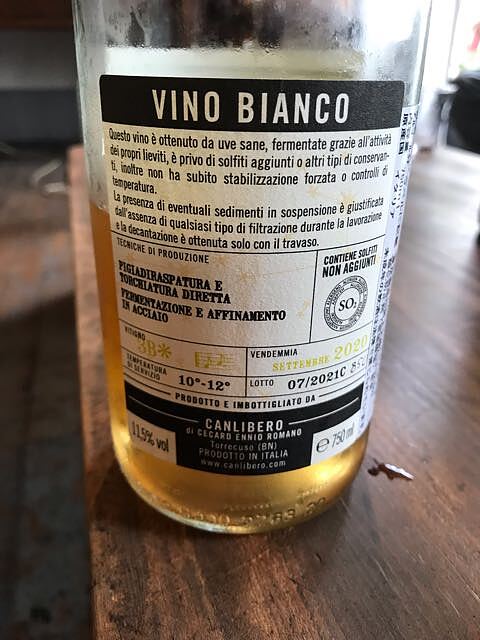 VINO BIANCO
Questo vino è ottenuto da uve sane, fermentate grazie all'attività
dei propri lieviti, è privo di solfiti aggiunti o altri tipi di conservan-
ti, inoltre non ha subito stabilizzazione forzata o controlli di
temperatura.
La presenza di eventuali sedimenti in sospensione è giustificata
dall'assenza di qualsiasi tipo di filtrazione durante la lavorazione
e la decantazione è ottenuta solo con il travaso.
TECNICHE DI PRODUZIONE
PIGIADIRASPATURA E
TORCHIATURA DIRETTA
FERMENTAZIONE E AFFINAMENTO
IN ACCIAIO
CONTIENE SOLFITI
NON AGGIUNTI
SO₂
VITIGNO
3B*
VENDEMMIA
SETTEMBRE 2020
TEMPERATURA
DI SERVIZIO
10°-12°
LOTTO 07/2021C
PRODOTTO E IMBOTTIGLIATO DA
CANLIBERO
di CECARO ENNIO ROMANO
Torrecuso (BN)
PRODOTTO IN ITALIA
www.canlibero.com
11,5% vol
e 750 ml